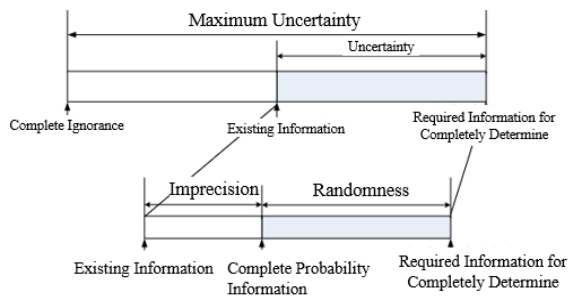 Maximum Uncertainty
Uncertainty
Complete Ignorance
Existing Information
Required Information for
Completely Determine
Imprecision
Randomness
Existing Information
Complete Probability
Information
Required Information for
Completely Determine